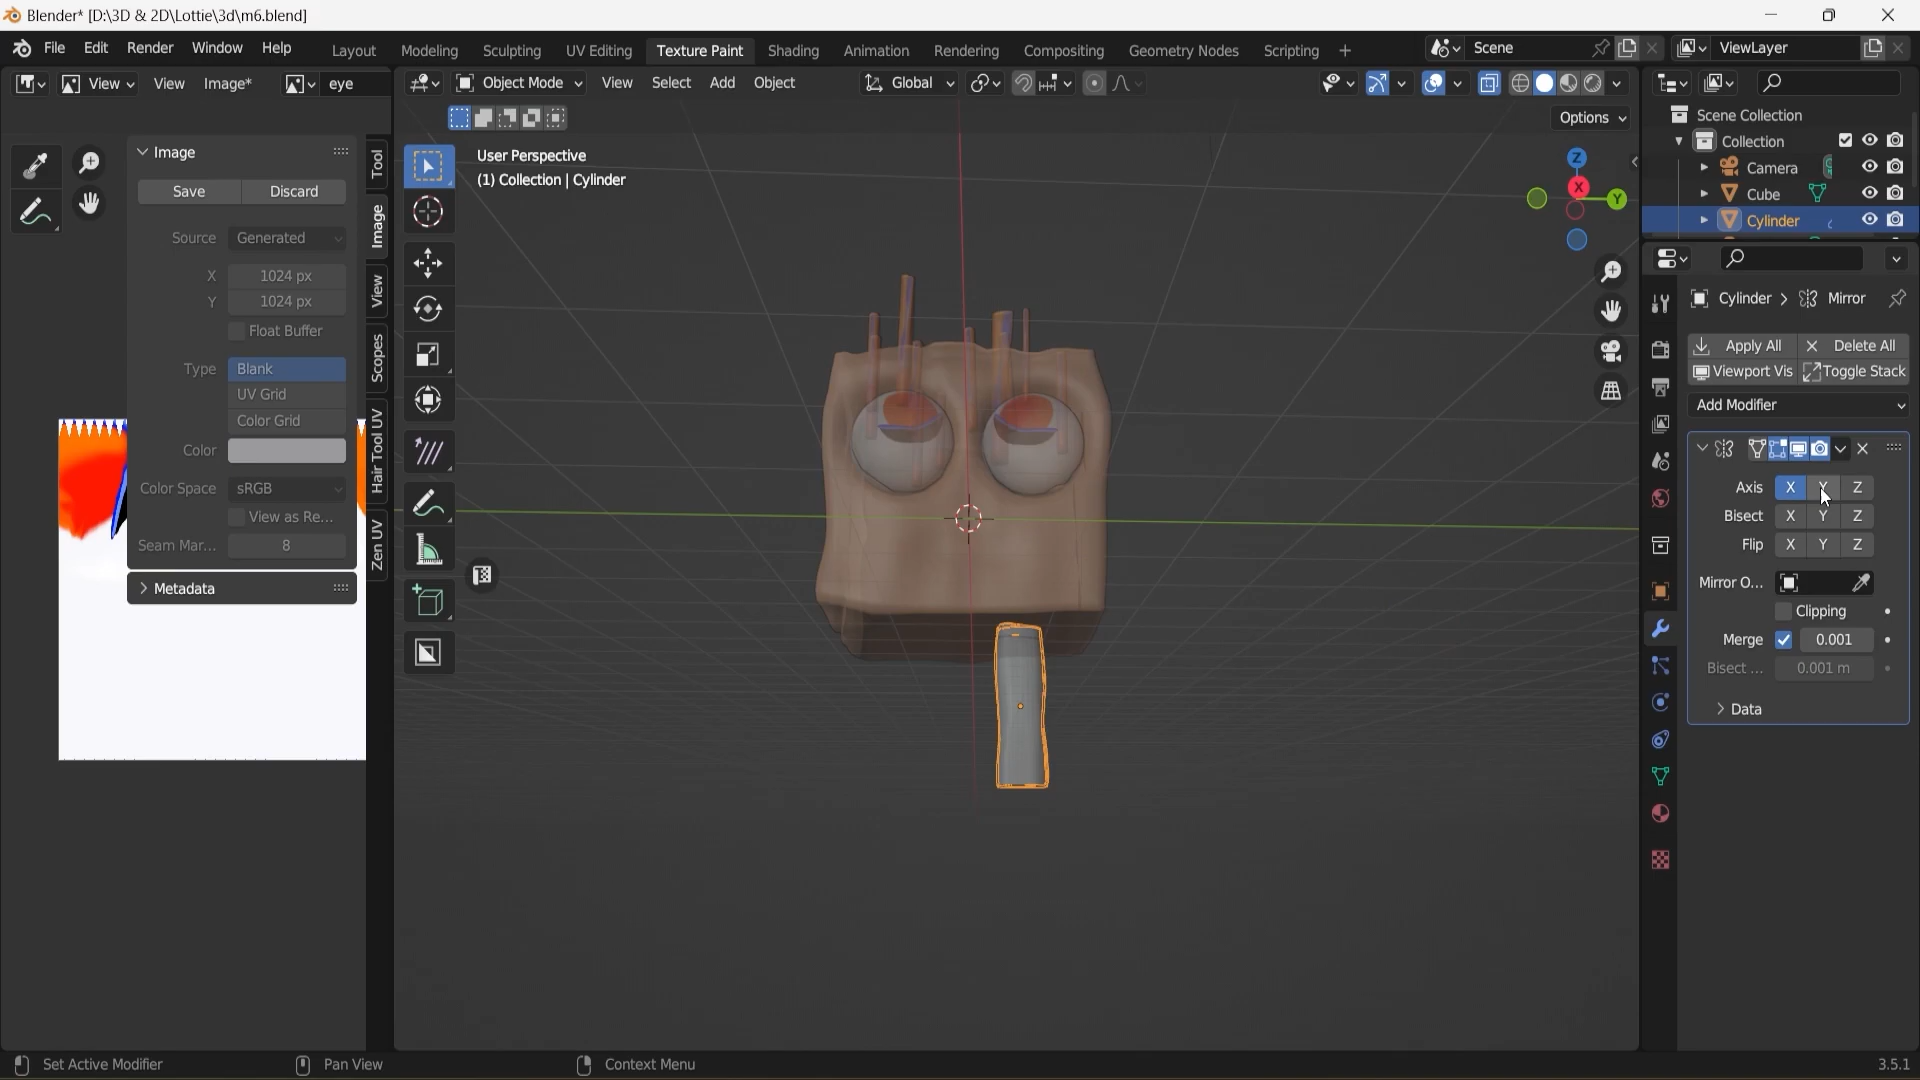 Blender* [D:\3D & 2D\Lottie\3d\m6.blend]
File Edit Render Window Help Layout Modeling Sculpting UV Editing Texture Paint Shading Animation Rendering Compositing Geometry Nodes Scripting + Scene ViewLayer
View View Image* eye Object Mode View Select Add Object Global
Options
Image
Save Discard
Source Generated
X 1024 px
Y 1024 px
Float Buffer
Type Blank
UV Grid
Color Grid
Color
Color Space sRGB
View as Re...
Seam Mar... 8
Metadata
Tool
Image
View
Scopes
Hair Tool UV
Zen UV
User Perspective
(1) Collection | Cylinder
Z
X
Y
Scene Collection
Collection
Camera
Cube
Cylinder
Cylinder > Mirror
Apply All Delete All
Viewport Vis Toggle Stack
Add Modifier
Axis X Y Z
Bisect X Y Z
Flip X Y Z
Mirror O...
Clipping
Merge 0.001
Bisect ... 0.001 m
Data
Set Active Modifier Pan View Context Menu 3.5.1